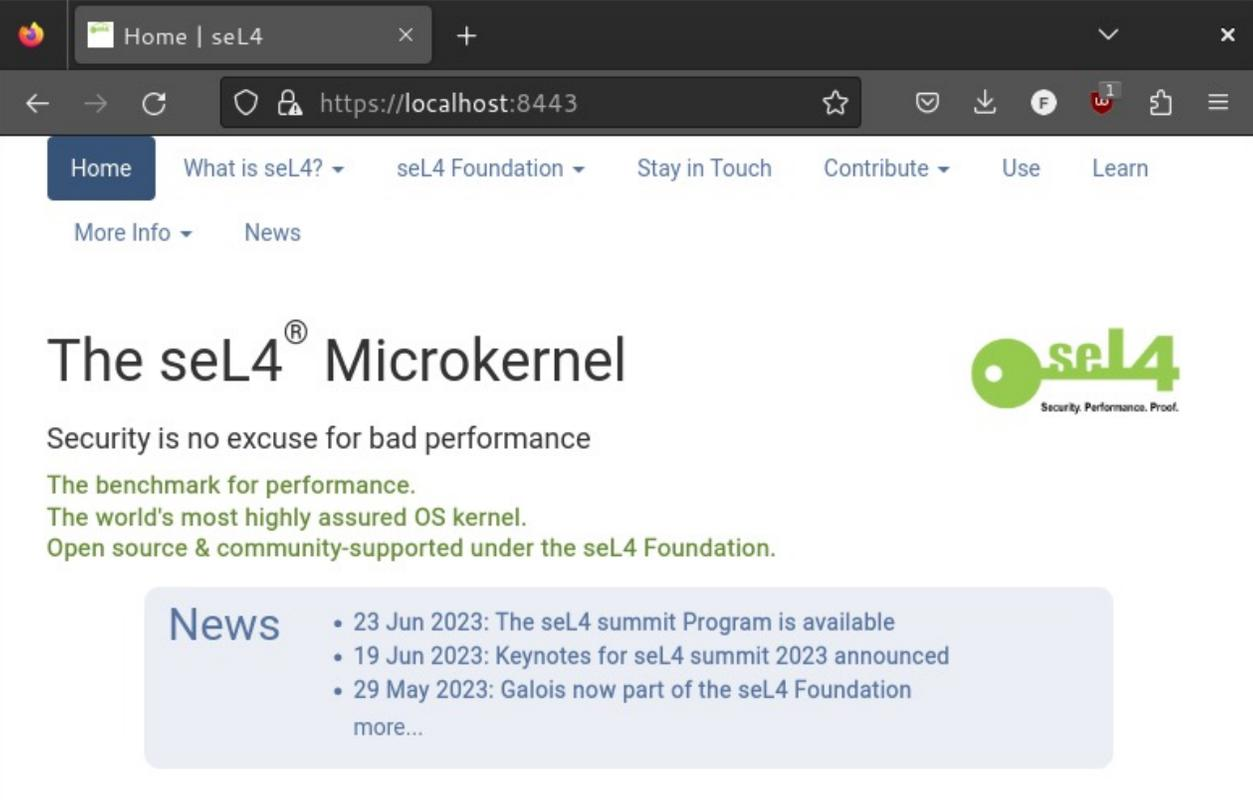 Home | seL4
https://localhost:8443
F
1
Home What is seL4? seL4 Foundation Stay in Touch Contribute Use Learn
More Info News
The seL4® Microkernel
seL4
Security. Performance. Proof.
Security is no excuse for bad performance
The benchmark for performance.
The world's most highly assured OS kernel.
Open source & community-supported under the seL4 Foundation.
News
• 23 Jun 2023: The seL4 summit Program is available
• 19 Jun 2023: Keynotes for seL4 summit 2023 announced
• 29 May 2023: Galois now part of the seL4 Foundation
more...